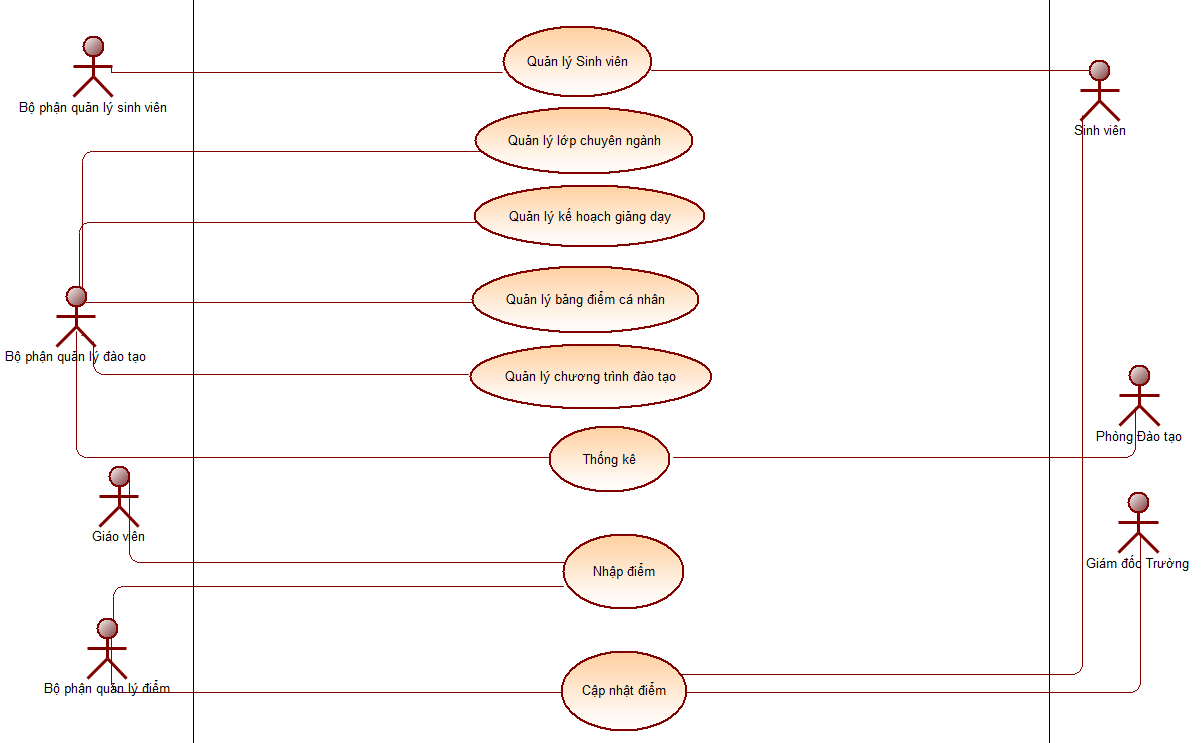 Quản lý Sinh viên
Bộ phận quản lý sinh viên
Sinh viên
Quản lý lớp chuyên ngành
Quản lý kế hoạch giảng dạy
Quản lý bảng điểm cá nhân
Bộ phận quản lý đào tạo
Quản lý chương trình đào tạo
Phòng Đào tạo
Thống kê
Giáo viên
Giám đốc Trường
Nhập điểm
Bộ phận quản lý điểm
Cập nhật điểm